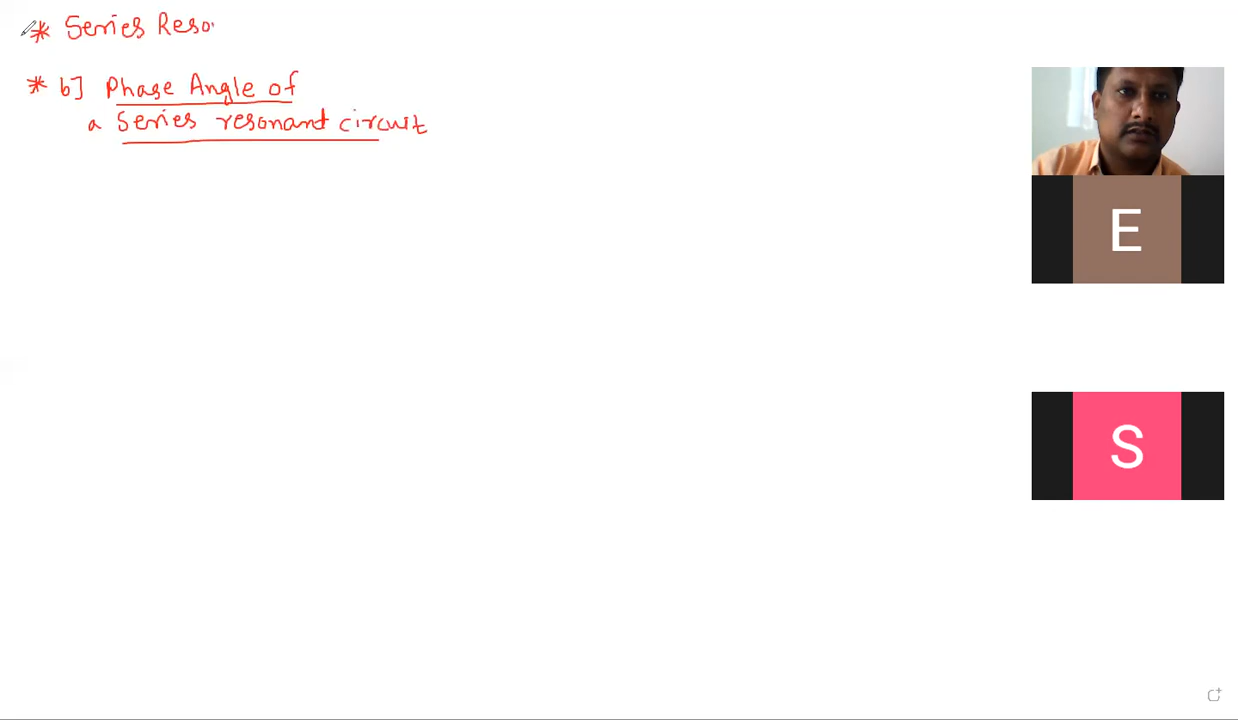 * Series Reso
* b] Phase Angle of
a Series resonant circuit
E
S